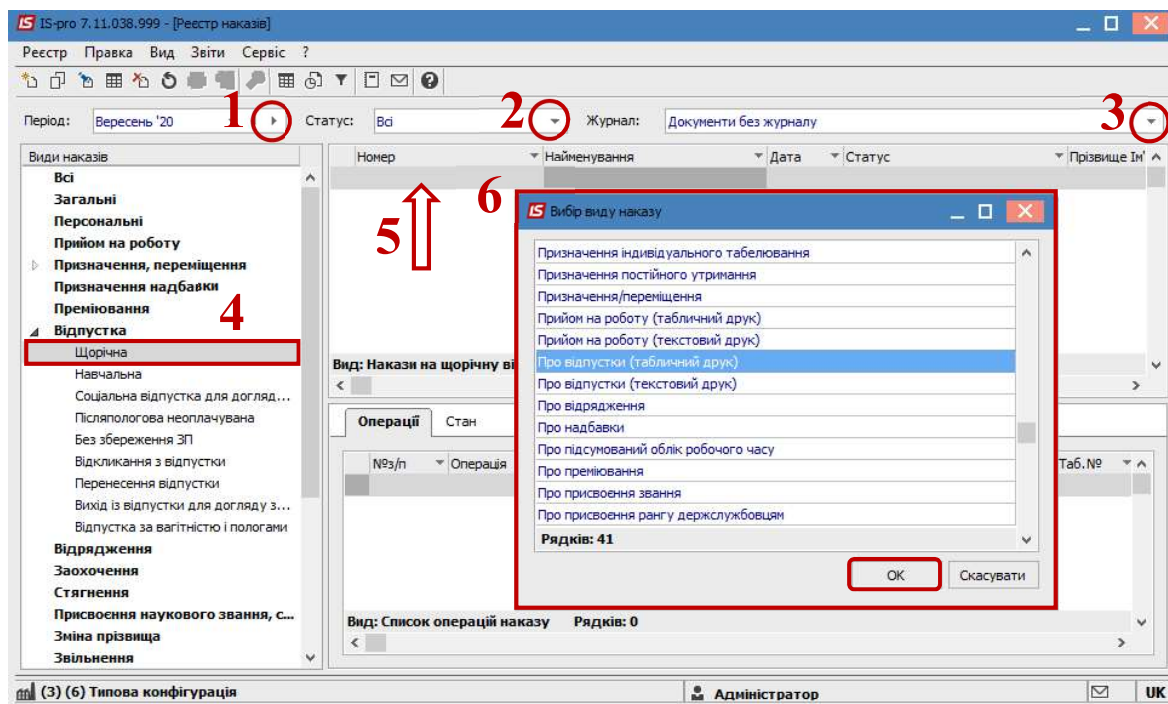 IS-pro 7.11.038.999 - [Реєстр наказів]
Реєстр Правка Вид Звіти Сервіс ?
Період: Вересень '20 1 Статус: Всі 2 Журнал: Документи без журналу 3
Види наказів
Всі
Загальні
Персональні
Прийом на роботу
Призначення, переміщення
Призначення надбавки
Преміювання
4
Відпустка
Щорічна
Навчальна
Соціальна відпустка для догляд...
Післяпологова неоплачувана
Без збереження ЗП
Відкликання з відпустки
Перенесення відпустки
Вихід із відпустки для догляду з...
Відпустка за вагітністю і пологами
Відрядження
Заохочення
Стягнення
Присвоєння наукового звання, с...
Зміна прізвища
Звільнення
Номер Найменування Дата Статус Прізвище Ім'
5
6
Вид: Накази на щорічну ві
Операції Стан
№з/п Операція Таб.№
Вид: Список операцій наказу Рядків: 0
Вибір виду наказу
Призначення індивідуального табелювання
Призначення постійного утримання
Призначення/переміщення
Прийом на роботу (табличний друк)
Прийом на роботу (текстовий друк)
Про відпустки (табличний друк)
Про відпустки (текстовий друк)
Про відрядження
Про надбавки
Про підсумований облік робочого часу
Про преміювання
Про присвоєння звання
Про присвоєння рангу держслужбовцям
Рядків: 41
OK Скасувати
(3) (6) Типова конфігурація Адміністратор UK